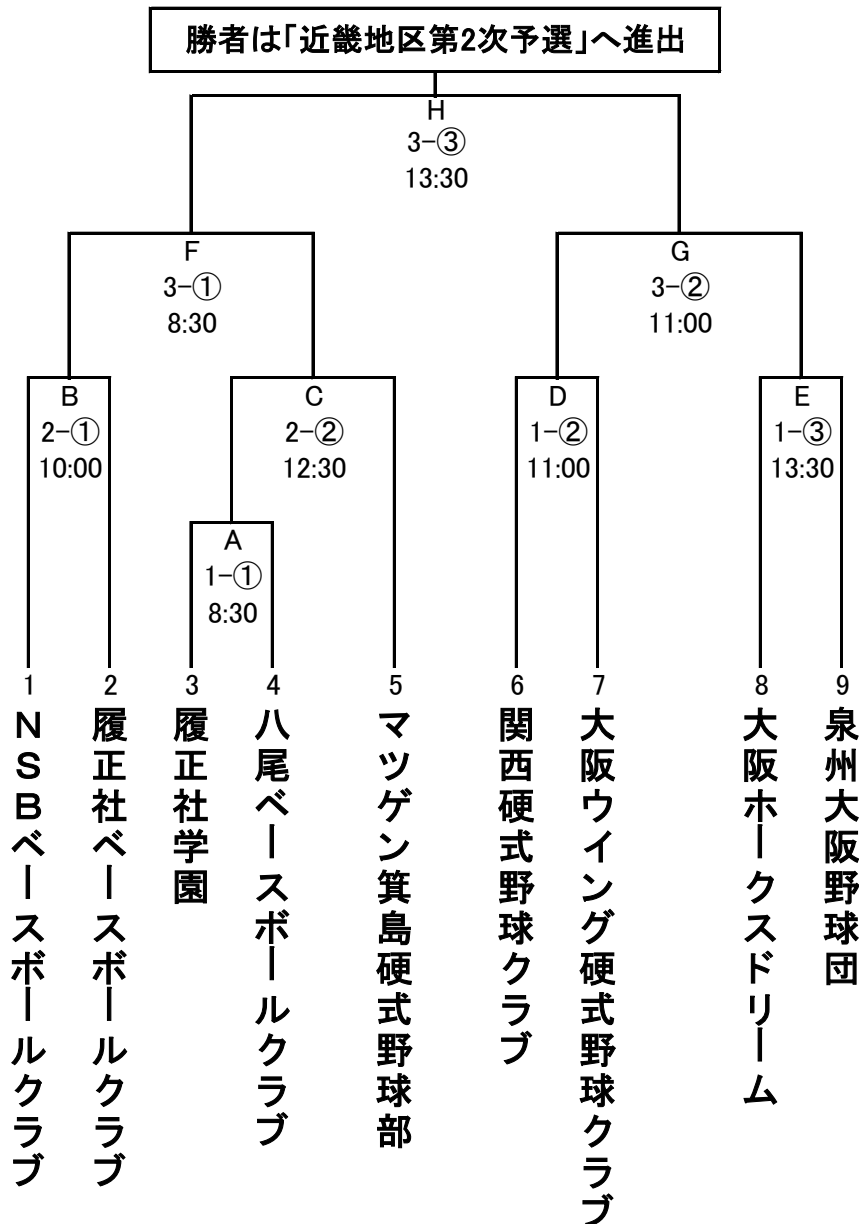 勝者は「近畿地区第2次予選」へ進出
H
3-③
13:30
F
3-①
8:30
G
3-②
11:00
B
2-①
10:00
C
2-②
12:30
D
1-②
11:00
E
1-③
13:30
A
1-①
8:30
1
2
3
4
5
6
7
8
9
NSBベースボールクラブ
履正社ベースボールクラブ
履正社学園
八尾ベースボールクラブ
マツゲン箕島硬式野球部
関西硬式野球クラブ
大阪ウイング硬式野球クラブ
大阪ホークスドリーム
泉州大阪野球団